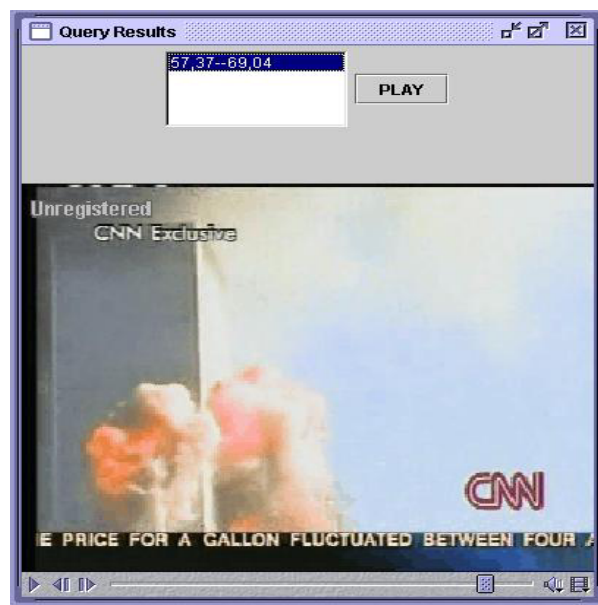 Query Results
57,37--69,04
PLAY
Unregistered
CNN Exclusive
CNN
E PRICE FOR A GALLON FLUCTUATED BETWEEN FOUR